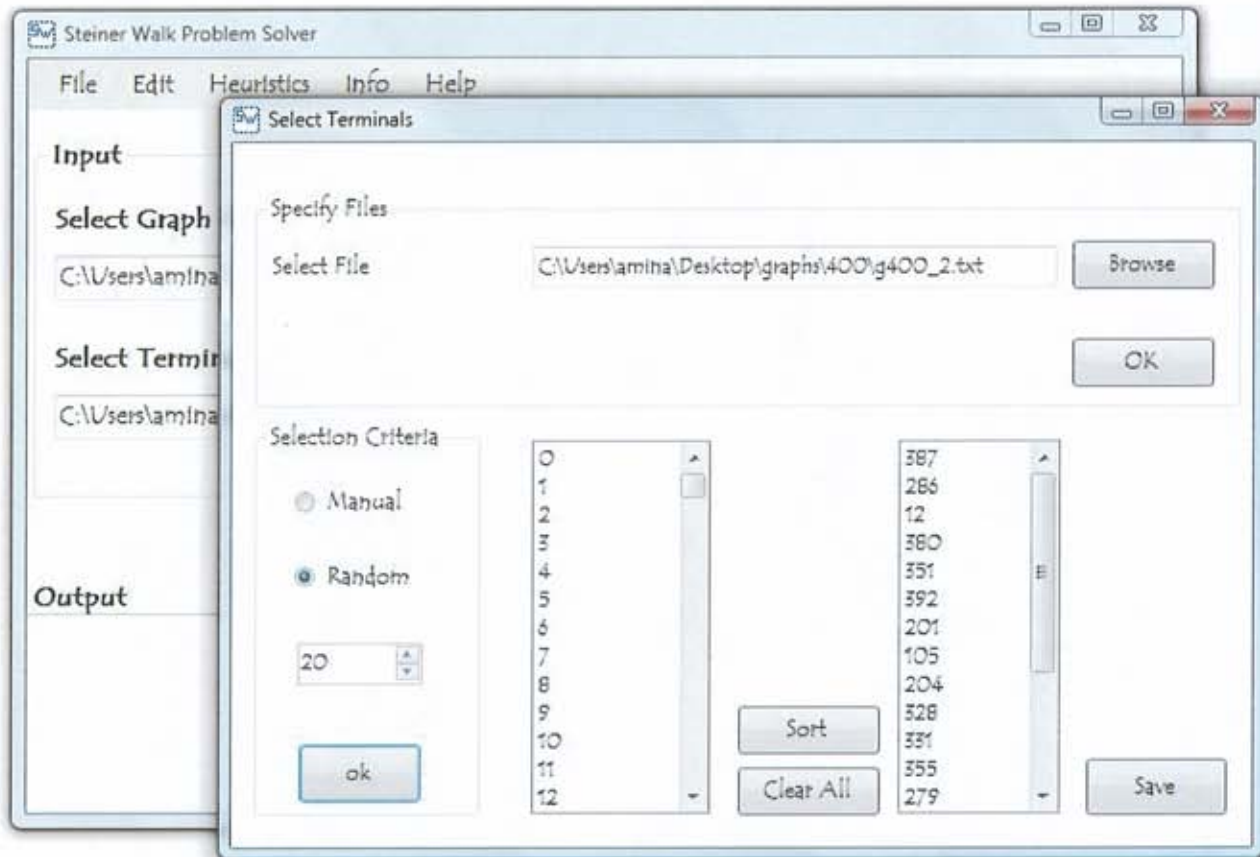 Steiner Walk Problem Solver
File Edit Heuristics Info Help
Input
Select Graph
C:\Users\amina
Select Termin
C:\Users\amina
Output
Sw Select Terminals
Specify Files
Select File
C:\Users\amina\Desktop\graphs\400\g400_2.txt
Browse
OK
Selection Criteria
Manual
Random
20
ok
0
1
2
3
4
5
6
7
8
9
10
11
12
Sort
Clear All
387
286
12
380
351
392
201
105
204
328
331
355
279
Save